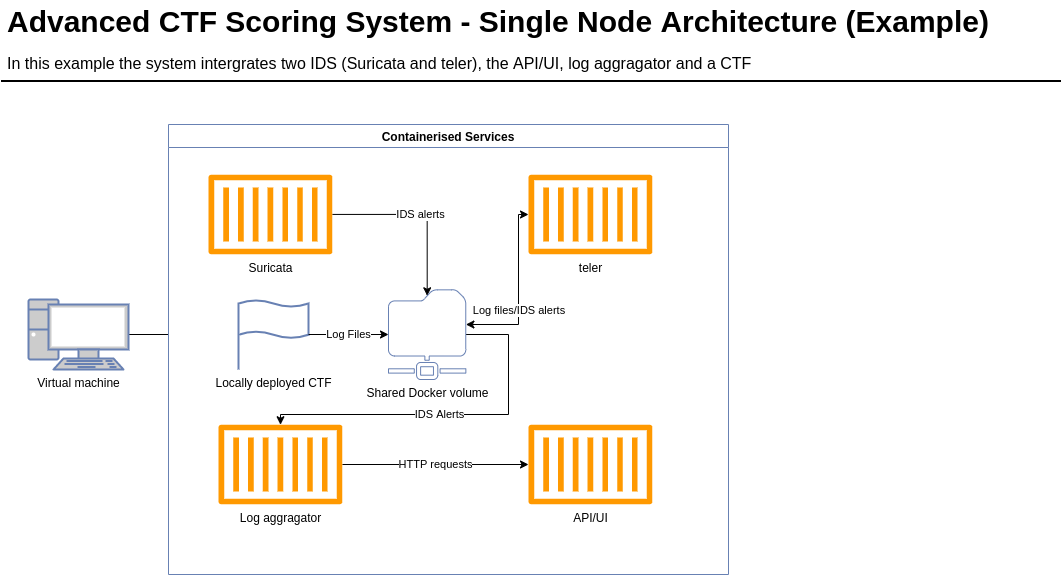 Advanced CTF Scoring System - Single Node Architecture (Example)
In this example the system intergrates two IDS (Suricata and teler), the API/UI, log aggragator and a CTF
Containerised Services
IDS alerts
Suricata
teler
Log files/IDS alerts
Log Files
Virtual machine
Locally deployed CTF
Shared Docker volume
IDS Alerts
HTTP requests
Log aggragator
API/UI